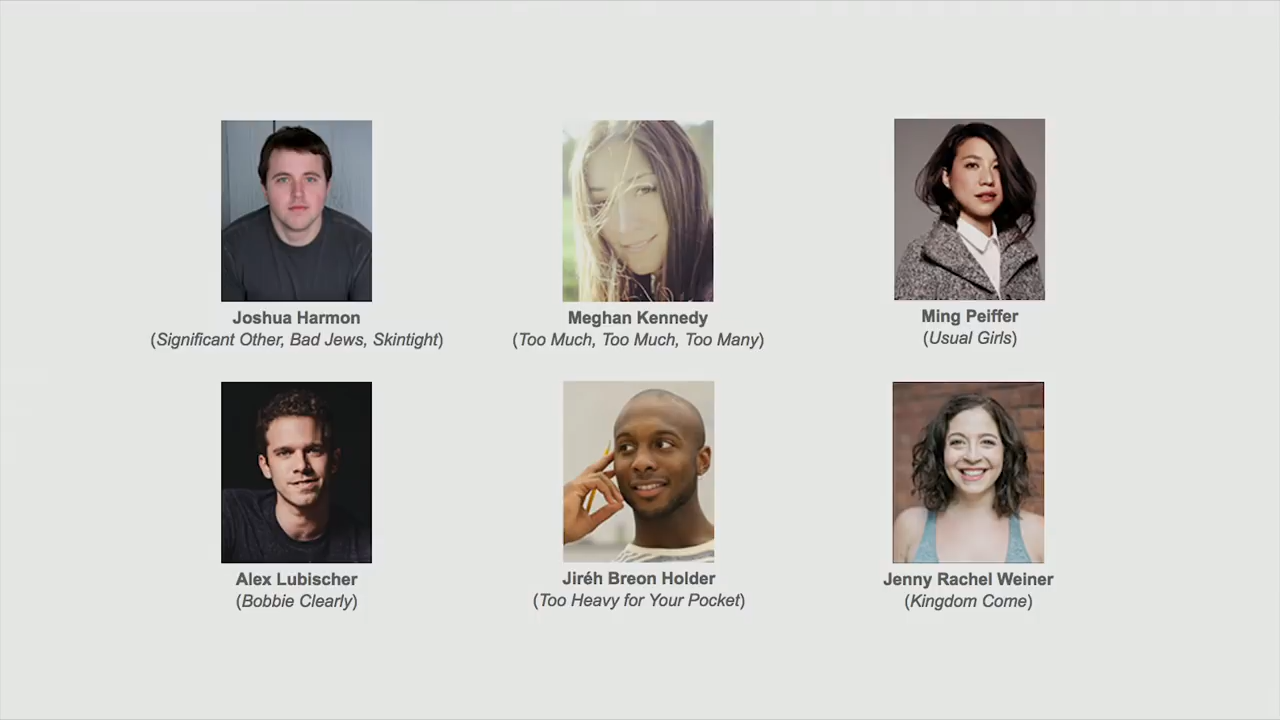 Joshua Harmon
(Significant Other, Bad Jews, Skintight)
Meghan Kennedy
(Too Much, Too Much, Too Many)
Ming Peiffer
(Usual Girls)
Alex Lubischer
(Bobbie Clearly)
Jiréh Breon Holder
(Too Heavy for Your Pocket)
Jenny Rachel Weiner
(Kingdom Come)